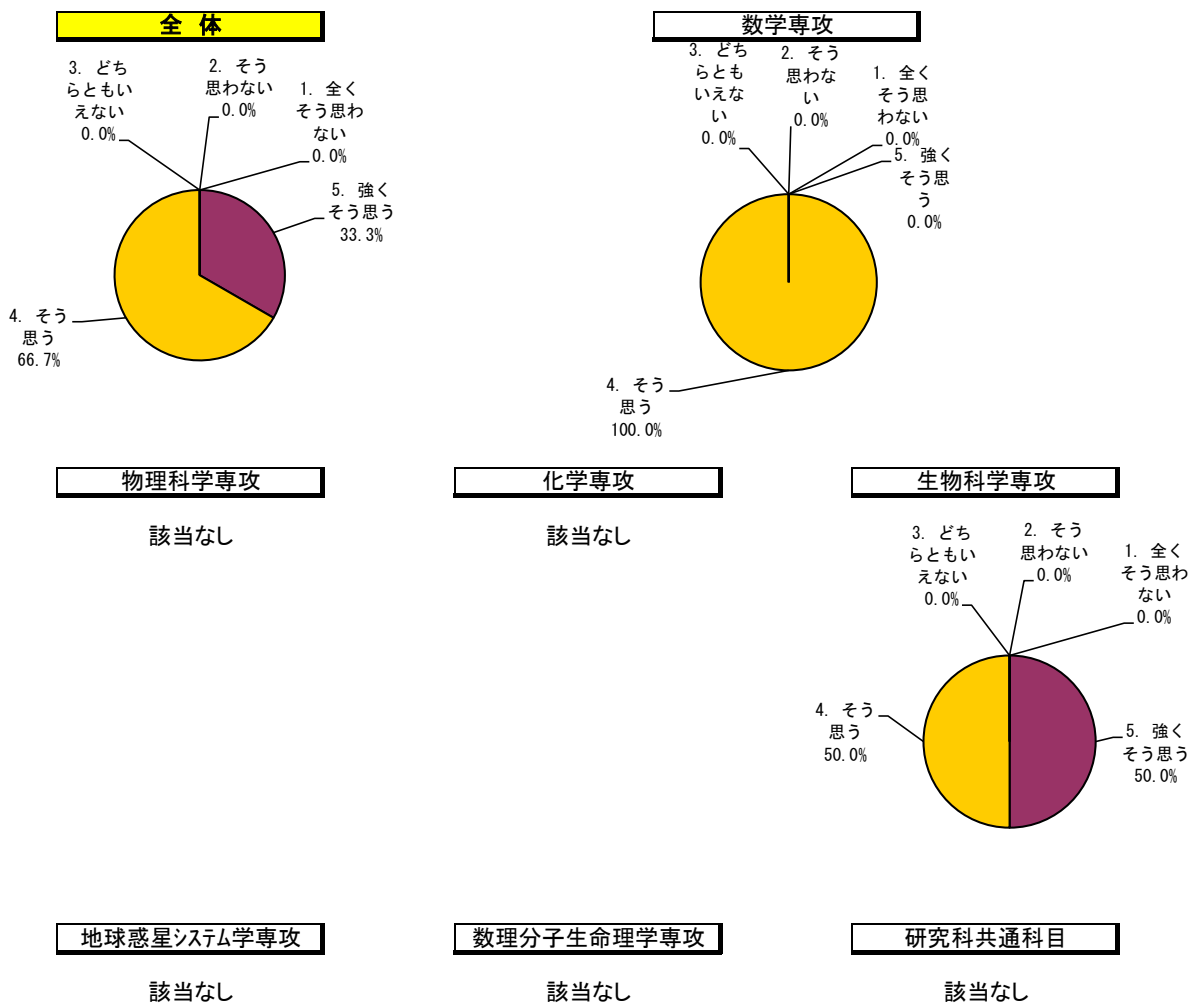 全 体
3. どち
らともい
えない
0.0%
2. そう
思わない
0.0%
1. 全く
そう思わ
ない
0.0%
5. 強く
そう思う
33.3%
4. そう
思う
66.7%
数学専攻
3. どち
らとも
いえな
い
0.0%
2. そう
思わな
い
0.0%
1. 全く
そう思
わない
0.0%
5. 強く
そう思
う
0.0%
4. そう
思う
100.0%
物理科学専攻
該当なし
化学専攻
該当なし
生物科学専攻
3. どち
らともい
えない
0.0%
2. そう
思わない
0.0%
1. 全く
そう思わ
ない
0.0%
4. そう
思う
50.0%
5. 強く
そう思う
50.0%
地球惑星ｼｽﾃﾑ学専攻
該当なし
数理分子生命理学専攻
該当なし
研究科共通科目
該当なし